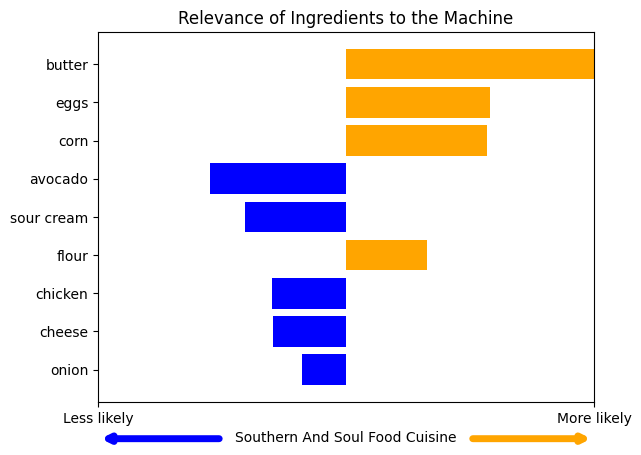 Relevance of Ingredients to the Machine
butter
eggs
corn
avocado
sour cream
flour
chicken
cheese
onion
Less likely More likely
Southern And Soul Food Cuisine